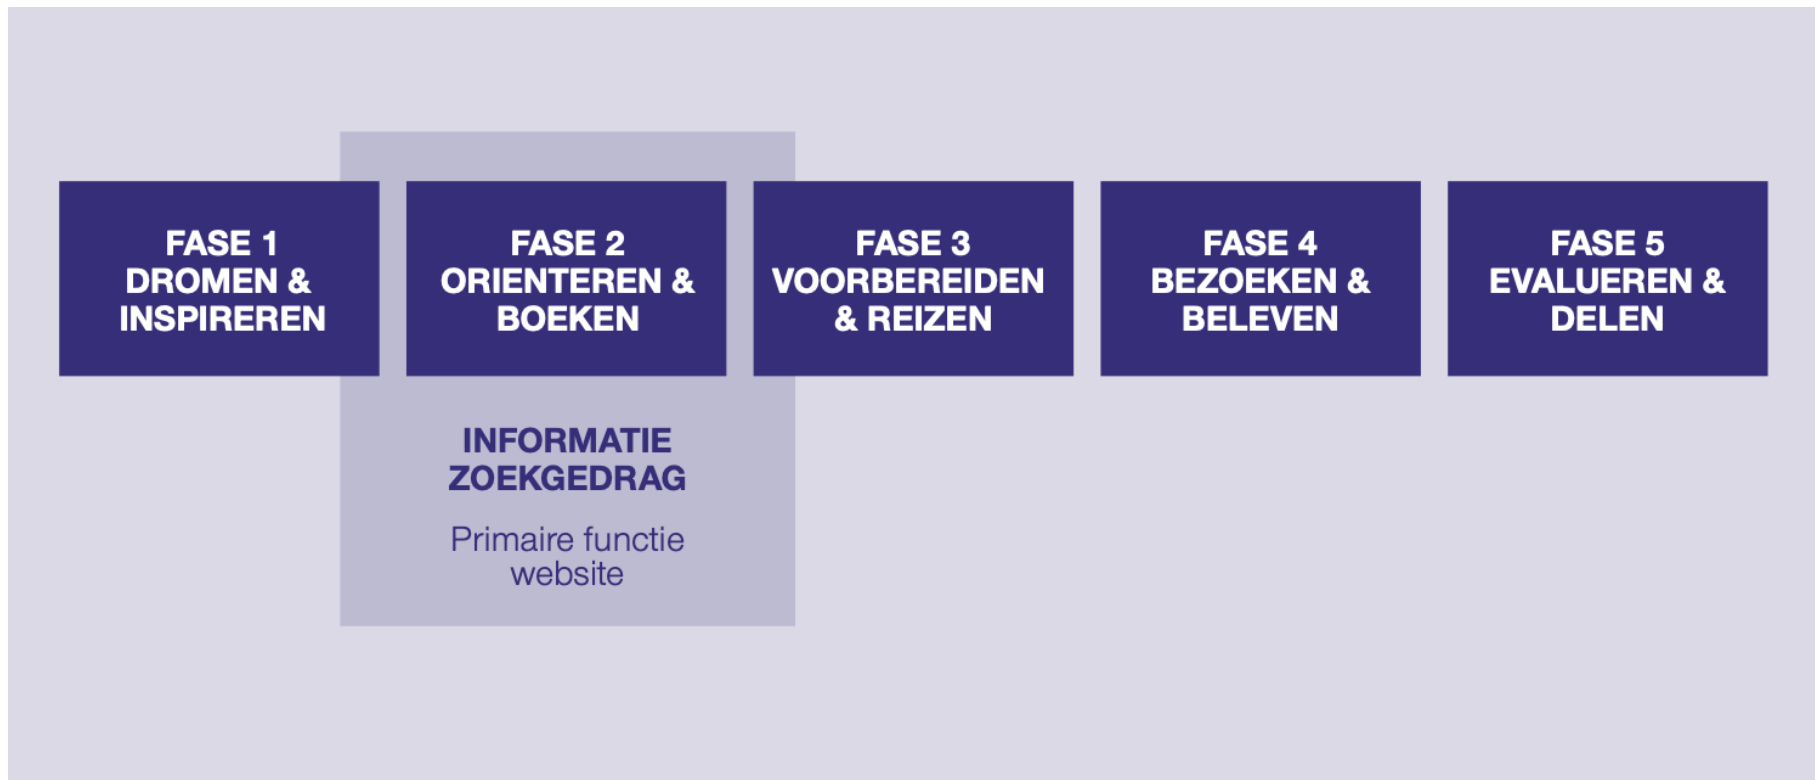 FASE 1
DROMEN &
INSPIREREN
FASE 2
ORIENTEREN &
BOEKEN
FASE 3
VOORBEREIDEN
& REIZEN
FASE 4
BEZOEKEN &
BELEVEN
FASE 5
EVALUEREN &
DELEN
INFORMATIE
ZOEKGEDRAG
Primaire functie
website